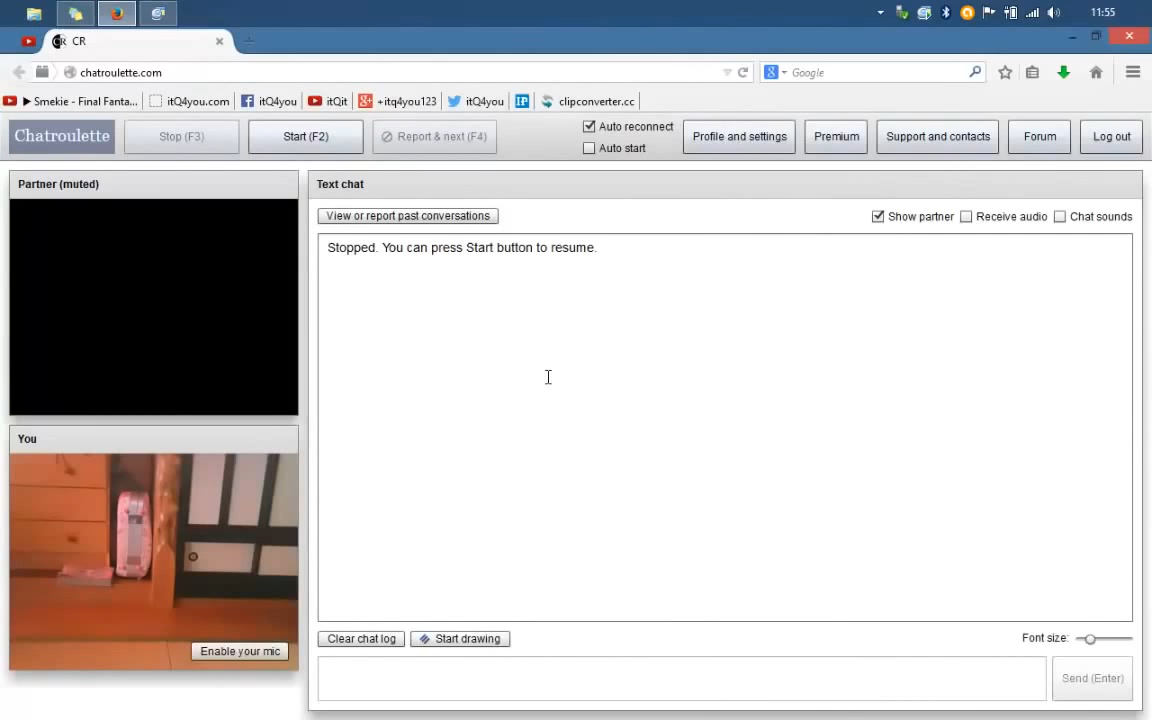 11:55
CR CR
chatroulette.com
Google
Smekie - Final Fanta... itQ4you.com itQ4you itQit +itq4you123 itQ4you IP clipconverter.cc
Chatroulette
Stop (F3)
Start (F2)
Report & next (F4)
Auto reconnect
Auto start
Profile and settings
Premium
Support and contacts
Forum
Log out
Partner (muted)
Text chat
View or report past conversations
Show partner
Receive audio
Chat sounds
Stopped. You can press Start button to resume.
You
Enable your mic
Clear chat log
Start drawing
Font size:
Send (Enter)